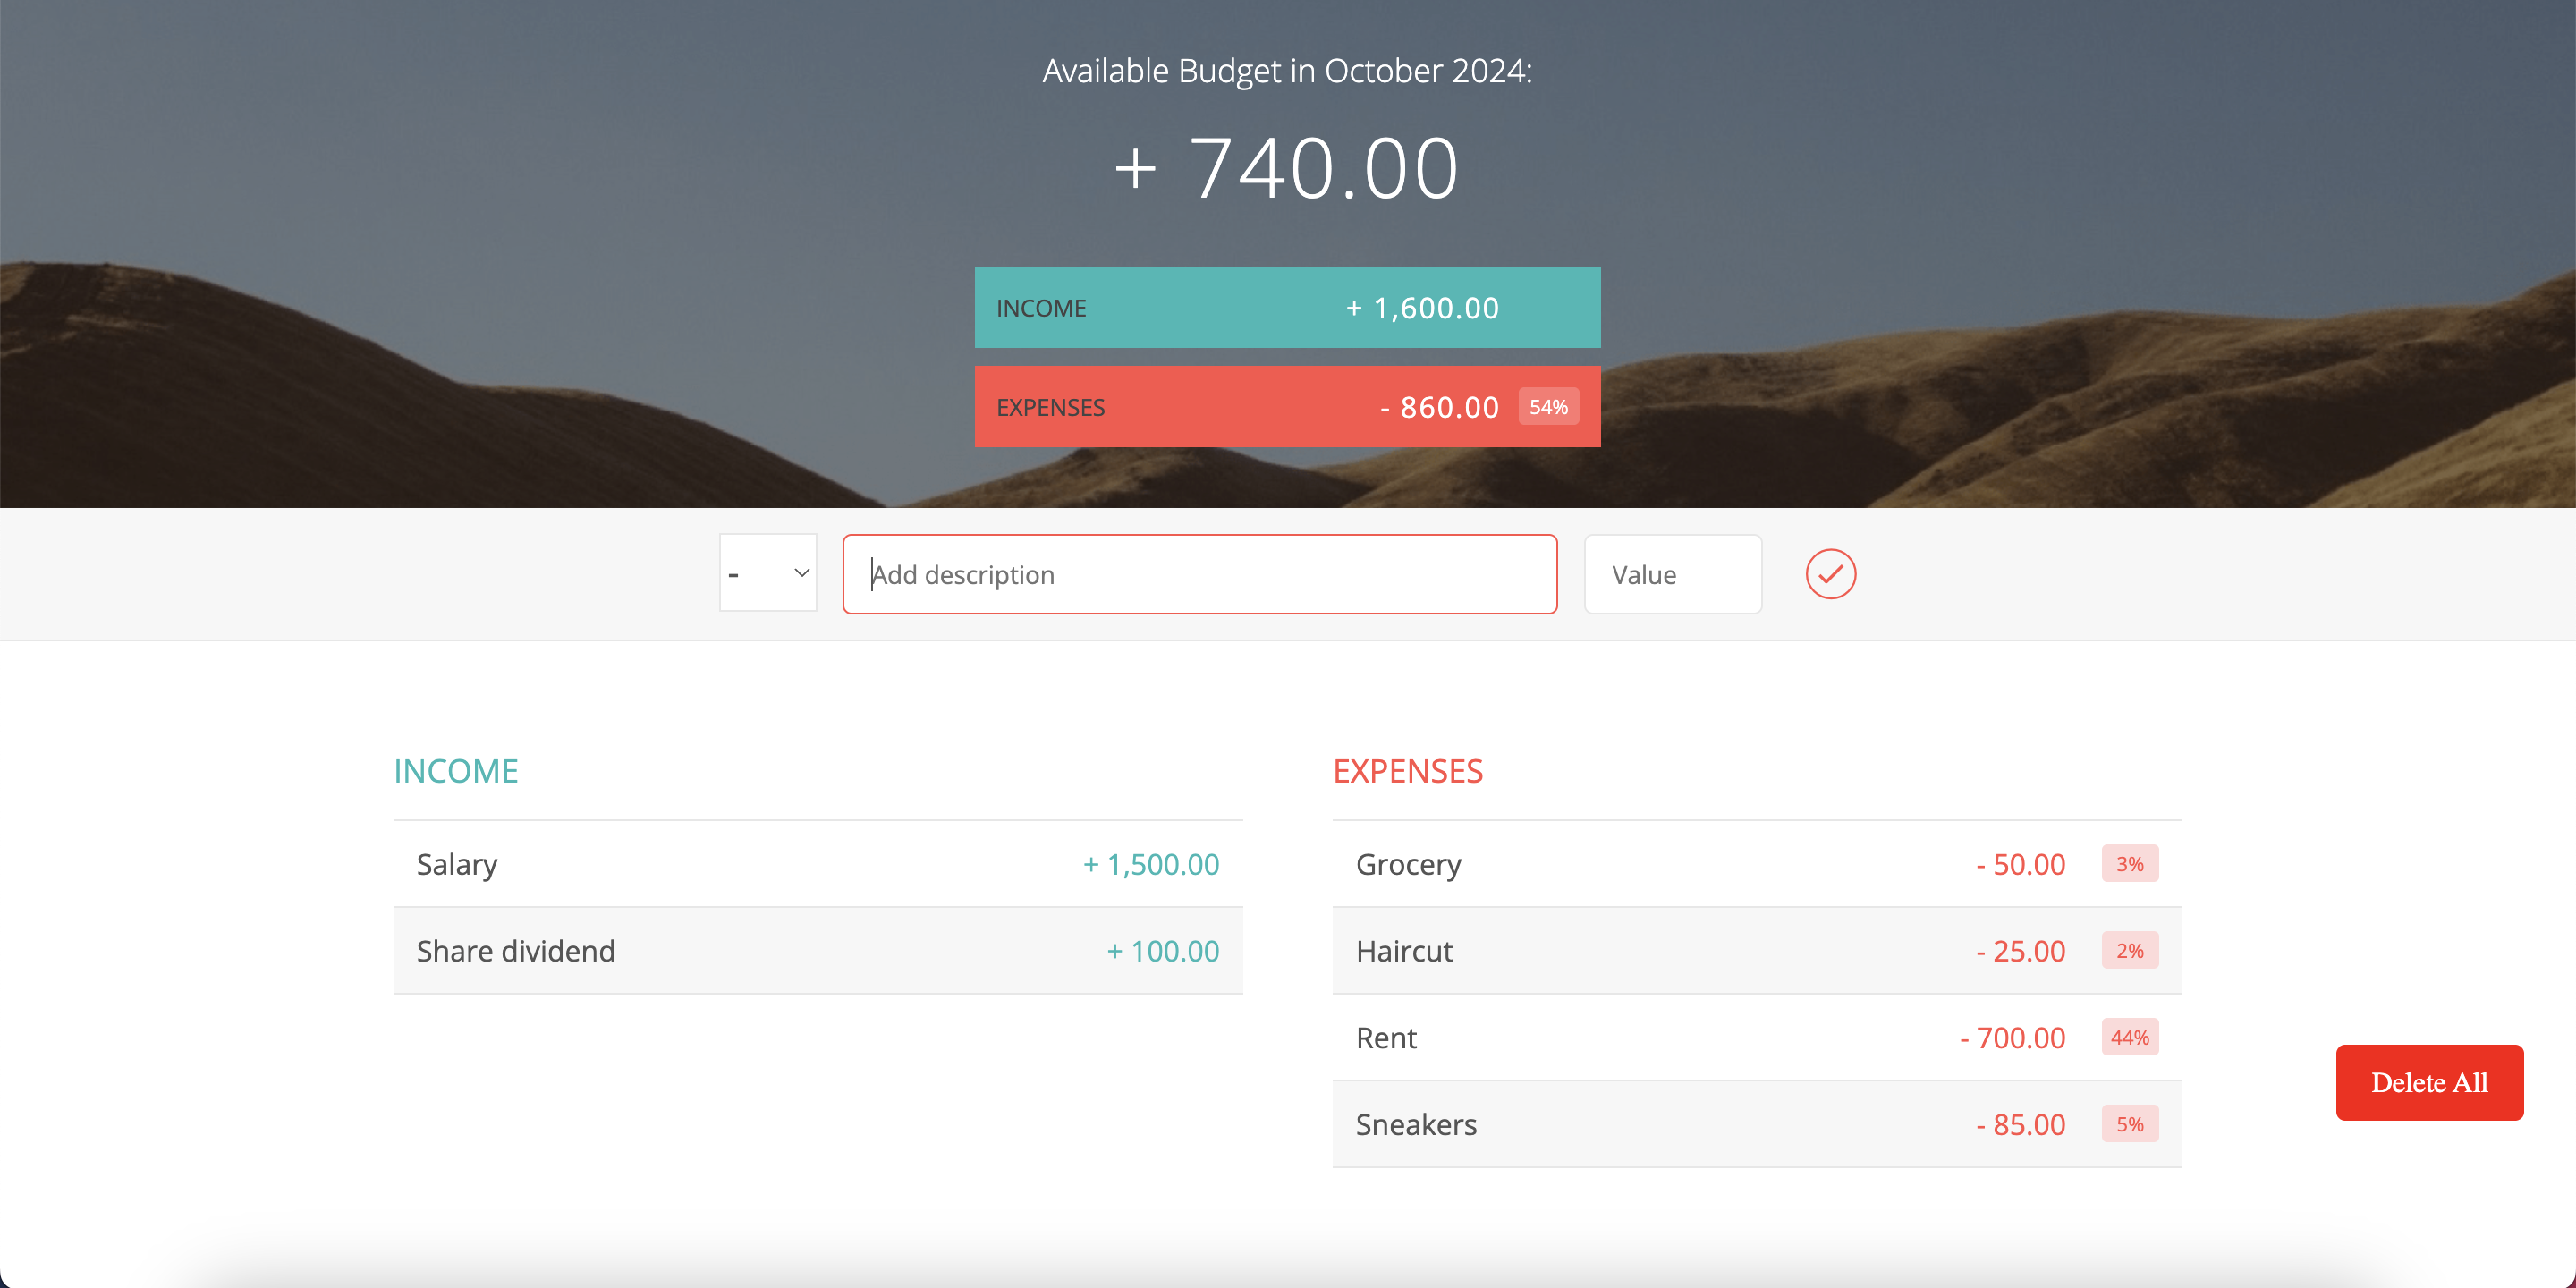 Available Budget in October 2024:
+ 740.00
INCOME + 1,600.00
EXPENSES - 860.00 54%
- Add description Value
INCOME
Salary + 1,500.00
Share dividend + 100.00
EXPENSES
Grocery - 50.00 3%
Haircut - 25.00 2%
Rent - 700.00 44%
Sneakers - 85.00 5%
Delete All